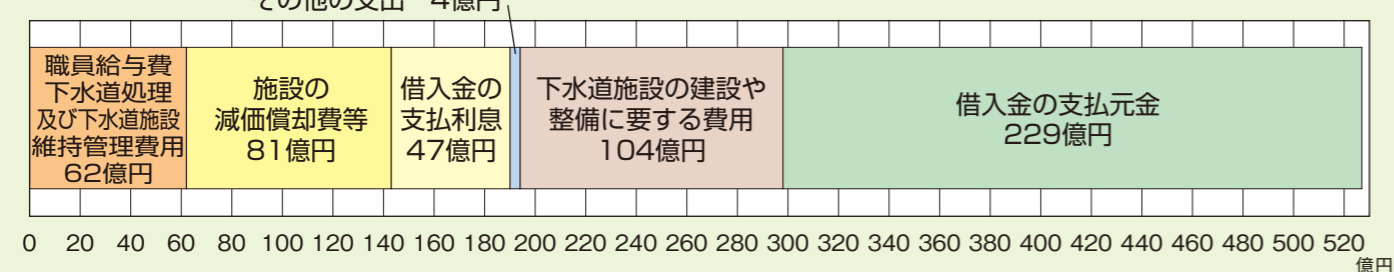 その他の支出 4億円
職員給与費
下水道処理
及び下水道施設
維持管理費用
62億円
施設の
減価償却費等
81億円
借入金の
支払利息
47億円
下水道施設の建設や
整備に要する費用
104億円
借入金の支払元金
229億円
0 20 40 60 80 100 120 140 160 180 200 220 240 260 280 300 320 340 360 380 400 420 440 460 480 500 520
億円